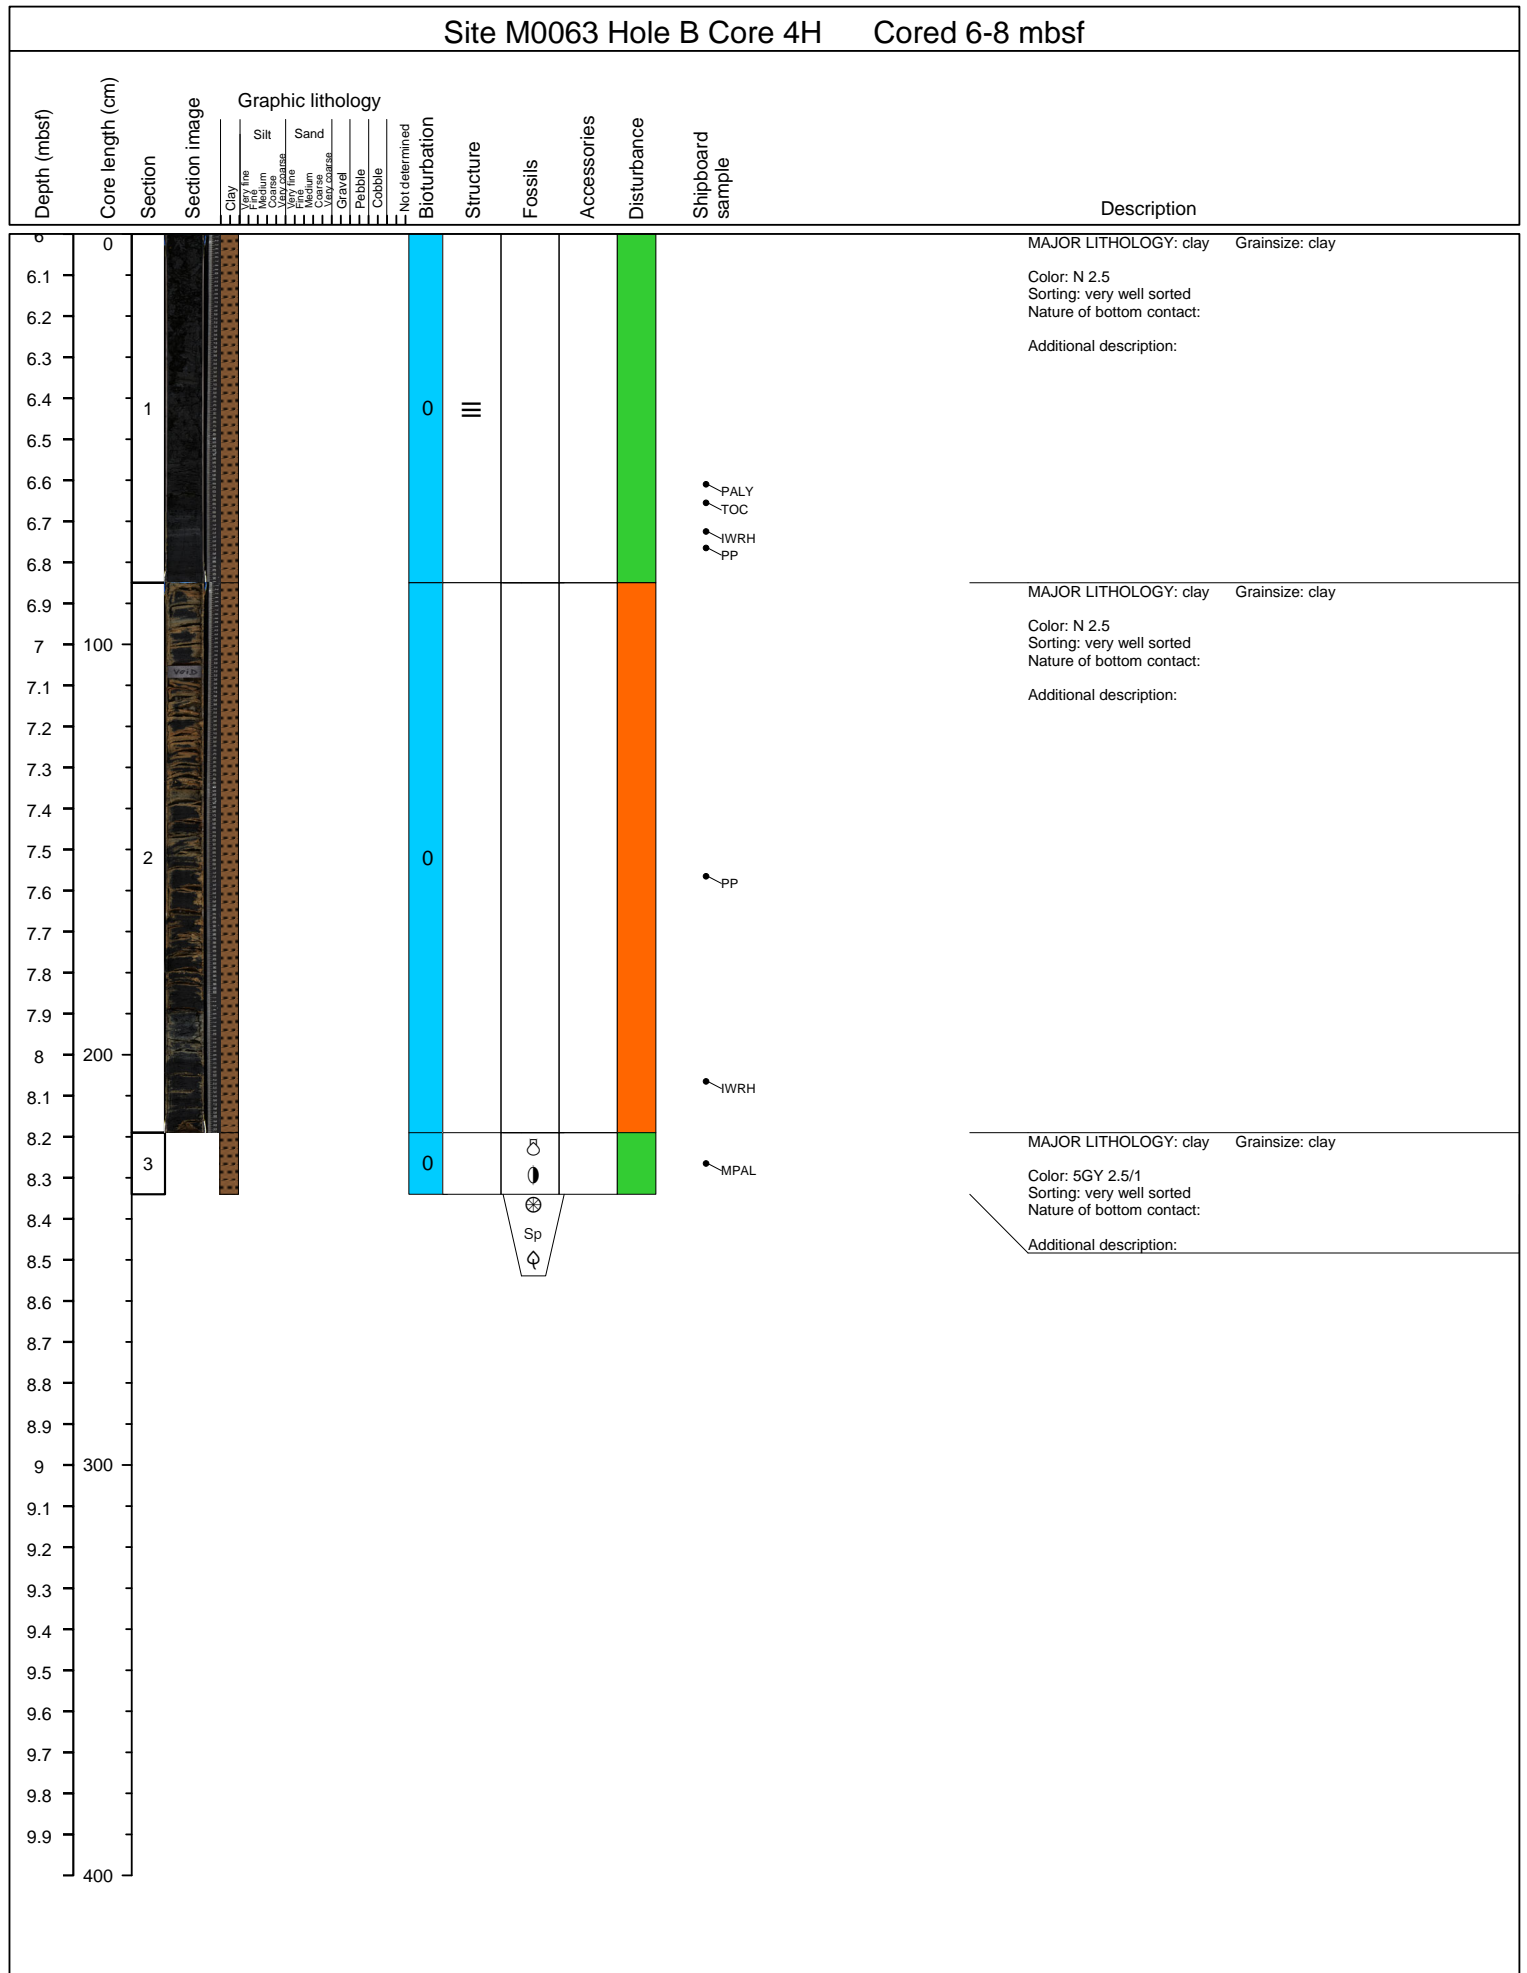 Site M0063 Hole B Core 4H Cored 6-8 mbsf
Depth (mbsf)
Core length (cm)
Section
Section image
Graphic lithology
Clay
Silt
Very fine
Fine
Medium
Coarse
Very coarse
Sand
Very fine
Fine
Medium
Coarse
Very coarse
Gravel
Pebble
Cobble
Not determined
Bioturbation
Structure
Fossils
Accessories
Disturbance
Shipboard
sample
Description
6 0
MAJOR LITHOLOGY: clay Grainsize: clay
6.1
Color: N 2.5
Sorting: very well sorted
6.2
Nature of bottom contact:
6.3
Additional description:
6.4
1 0
6.5
6.6
PALY
TOC
6.7
IWRH
PP
6.8
MAJOR LITHOLOGY: clay Grainsize: clay
6.9
Color: N 2.5
Sorting: very well sorted
7 100
Nature of bottom contact:
VOID
7.1
Additional description:
7.2
7.3
7.4
7.5
2 0
7.6
PP
7.7
7.8
7.9
8 200
IWRH
8.1
8.2
MAJOR LITHOLOGY: clay Grainsize: clay
3 0
MPAL
8.3
Color: 5GY 2.5/1
Sorting: very well sorted
Nature of bottom contact:
8.4
Sp
Additional description:
8.5
8.6
8.7
8.8
8.9
9 300
9.1
9.2
9.3
9.4
9.5
9.6
9.7
9.8
9.9
400